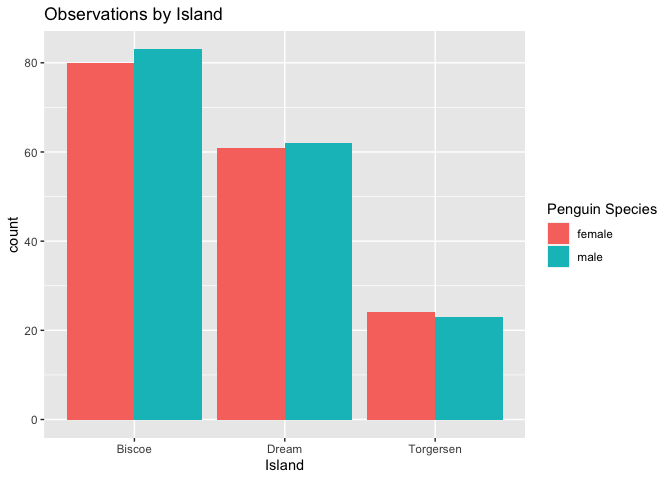 Observations by Island
80
60
40
20
0
count
Biscoe
Dream
Torgersen
Island
Penguin Species
female
male